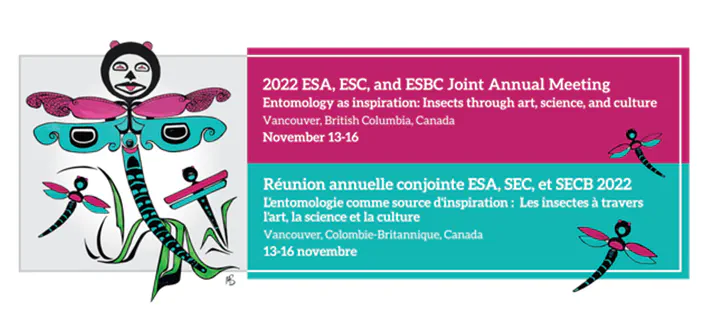 2022 ESA, ESC, and ESBC Joint Annual Meeting
Entomology as inspiration: Insects through art, science, and culture
Vancouver, British Columbia, Canada
November 13-16
Réunion annuelle conjointe ESA, SEC, et SECB 2022
L'entomologie comme source d'inspiration : Les insectes à travers
l'art, la science et la culture
Vancouver, Colombie-Britannique, Canada
13-16 novembre